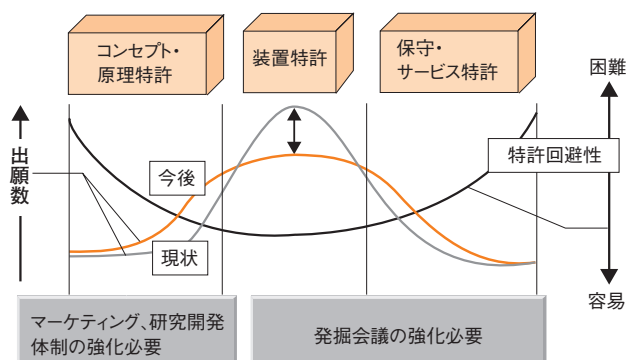 コンセプト・
原理特許
装置特許
保守・
サービス特許
困難
出願数
今後
特許回避性
現状
容易
マーケティング、研究開発
体制の強化必要
発掘会議の強化必要